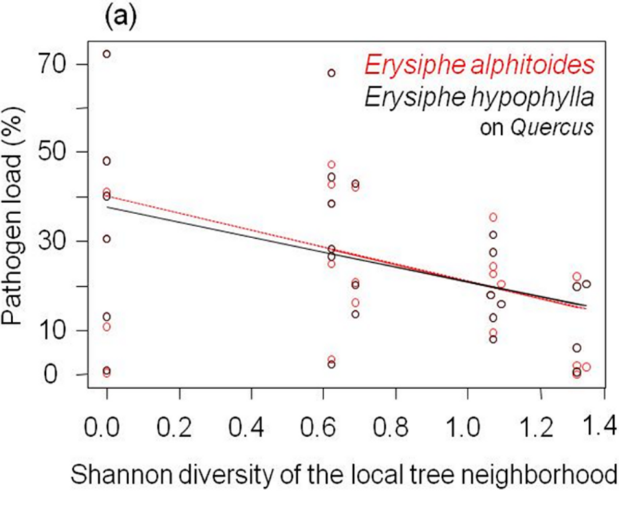 (a)
Erysiphe alphitoides
Erysiphe hypophylla
on Quercus
Pathogen load (%)
70
50
30
10
0
0.0 0.2 0.4 0.6 0.8 1.0 1.2 1.4
Shannon diversity of the local tree neighborhood